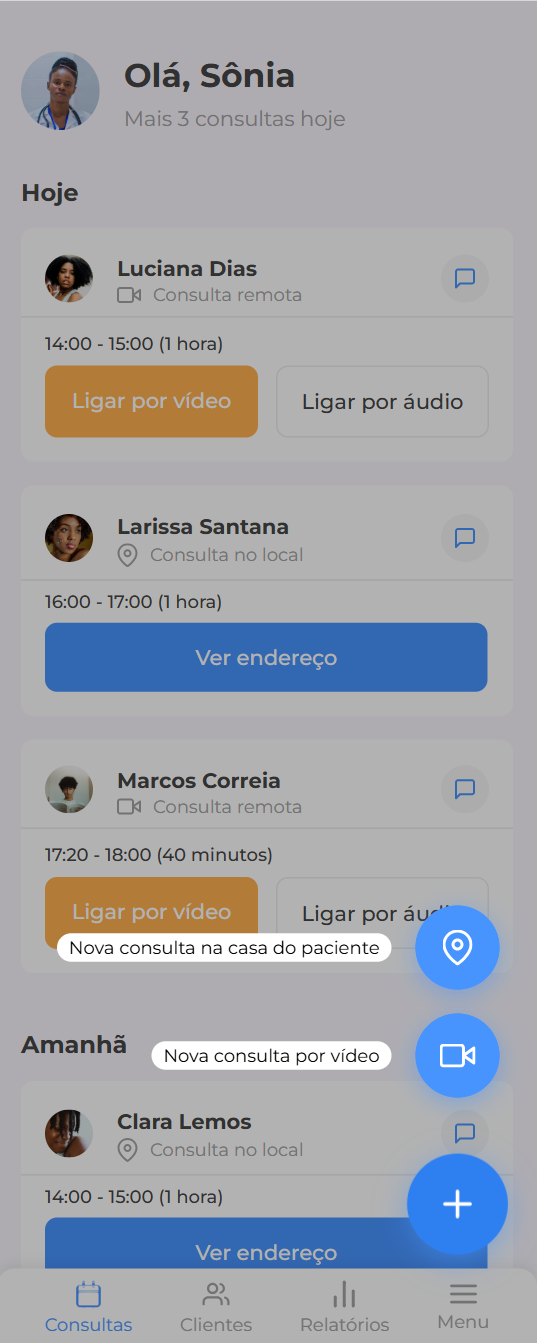 Olá, Sônia
Mais 3 consultas hoje
Hoje
Luciana Dias
Consulta remota
14:00 - 15:00 (1 hora)
Ligar por vídeo
Ligar por áudio
Larissa Santana
Consulta no local
16:00 - 17:00 (1 hora)
Ver endereço
Marcos Correia
Consulta remota
17:20 - 18:00 (40 minutos)
Ligar por vídeo
Ligar por áudio
Nova consulta na casa do paciente
Amanhã
Nova consulta por vídeo
Clara Lemos
Consulta no local
14:00 - 15:00 (1 hora)
Ver endereço
Consultas
Clientes
Relatórios
Menu